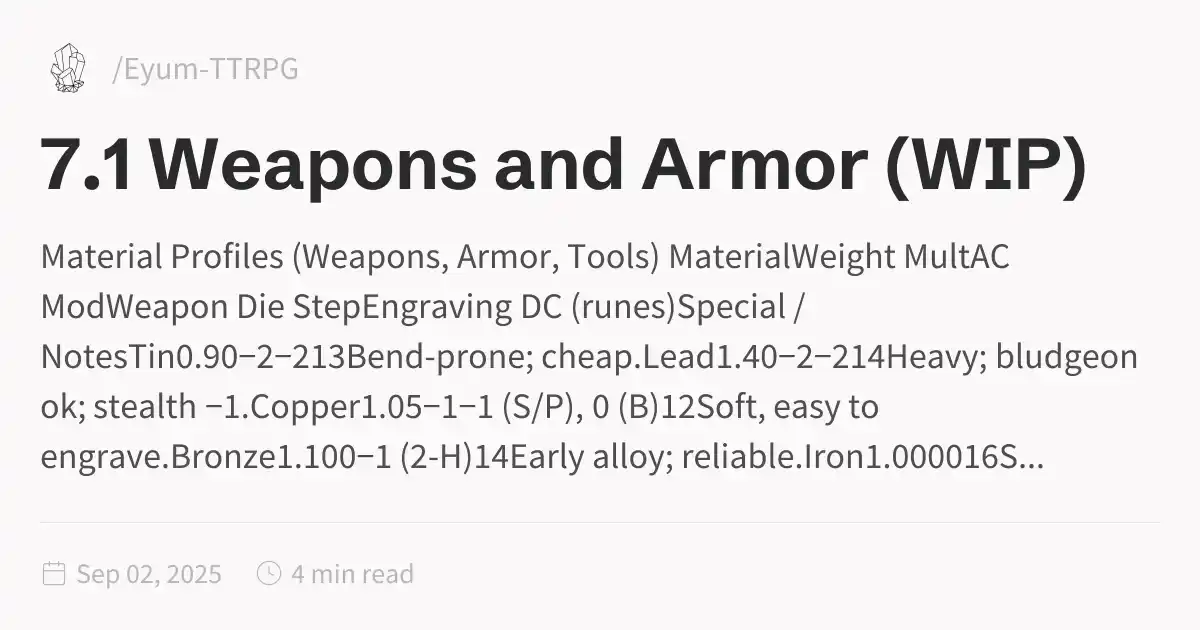 /Eyum-TTRPG
7.1 Weapons and Armor (WIP)
Material Profiles (Weapons, Armor, Tools) MaterialWeight MultAC
ModWeapon Die StepEngraving DC (runes)Special /
NotesTin0.90−2−213Bend-prone; cheap.Lead1.40−2−214Heavy; bludgeon
ok; stealth −1.Copper1.05−1−1 (S/P), 0 (B)12Soft, easy to
engrave.Bronze1.100−1 (2-H)14Early alloy; reliable.Iron1.000016S...
Sep 02, 2025
4 min read